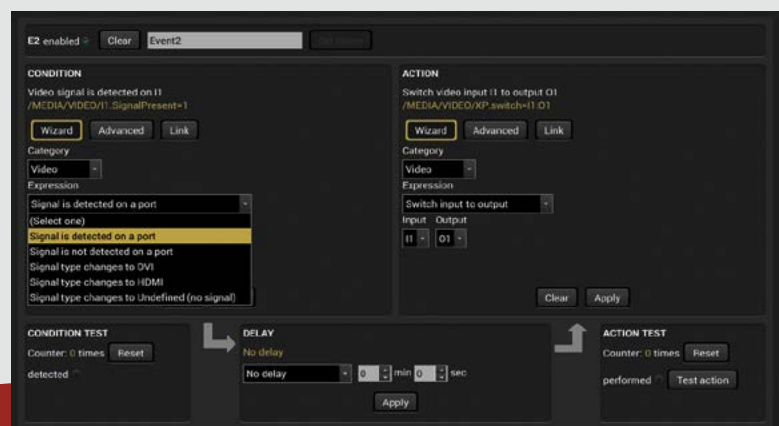 E2 enabled Clear Event2
CONDITION
Video signal is detected on I1
/MEDIA/VIDEO/I1.SignalPresent=1
Wizard Advanced Link
Category
Video
Expression
Signal is detected on a port
(Select one)
Signal is detected on a port
Signal is not detected on a port
Signal type changes to DVI
Signal type changes to HDMI
Signal type changes to Undefined (no signal)
ACTION
Switch video input I1 to output O1
/MEDIA/VIDEO/XP.switch=I1:O1
Wizard Advanced Link
Category
Video
Expression
Switch input to output
Input Output
I1 O1
Clear Apply
CONDITION TEST
Counter: 0 times Reset
detected
DELAY
No delay
No delay 0 min 0 sec
Apply
ACTION TEST
Counter: 0 times Reset
performed Test action